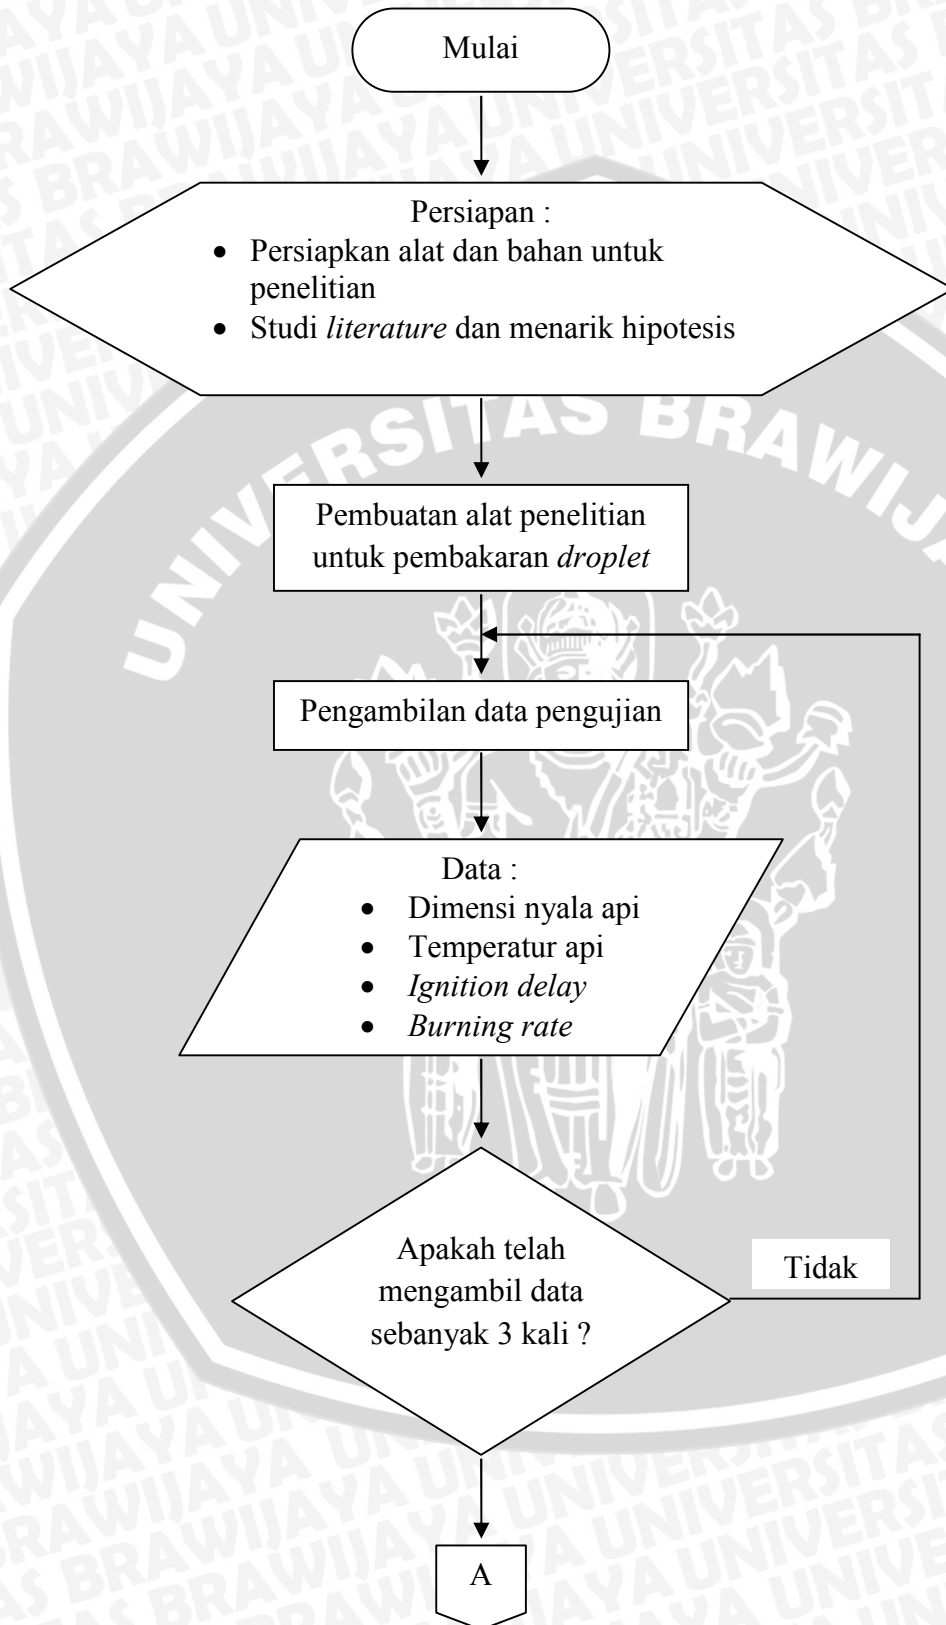 Mulai
Persiapan :
• Persiapkan alat dan bahan untuk
penelitian
• Studi literature dan menarik hipotesis
UNIVERSITAS BRAWIJA
Pembuatan alat penelitian
untuk pembakaran droplet
Pengambilan data pengujian
Data :
• Dimensi nyala api
• Temperatur api
• Ignition delay
• Burning rate
Apakah telah
mengambil data
sebanyak 3 kali ?
Tidak
A